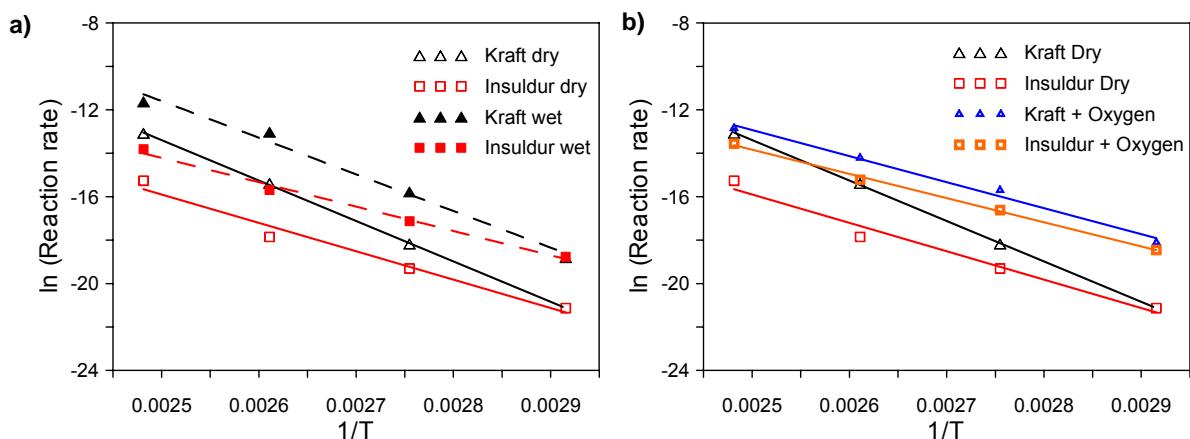 a)
ln (Reaction rate)
-8
-12
-16
-20
-24
Kraft dry
Insuldur dry
Kraft wet
Insuldur wet
0.0025 0.0026 0.0027 0.0028 0.0029
1/T
b)
ln (Reaction rate)
-8
-12
-16
-20
-24
Kraft Dry
Insuldur Dry
Kraft + Oxygen
Insuldur + Oxygen
0.0025 0.0026 0.0027 0.0028 0.0029
1/T